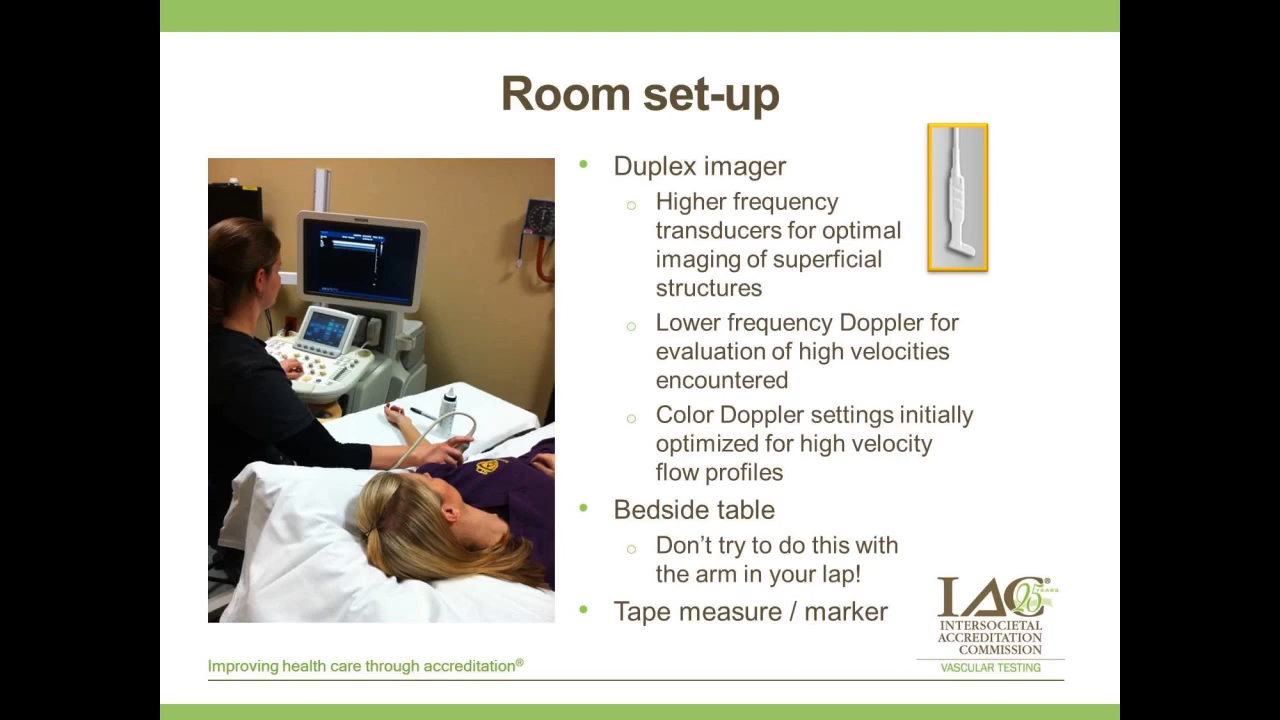 Room set-up
• Duplex imager
o Higher frequency
transducers for optimal
imaging of superficial
structures
o Lower frequency Doppler for
evaluation of high velocities
encountered
o Color Doppler settings initially
optimized for high velocity
flow profiles
• Bedside table
o Don’t try to do this with
the arm in your lap!
• Tape measure / marker
IAC®
25 YEARS
INTERSOCIETAL
ACCREDITATION
COMMISSION
VASCULAR TESTING
Improving health care through accreditation®